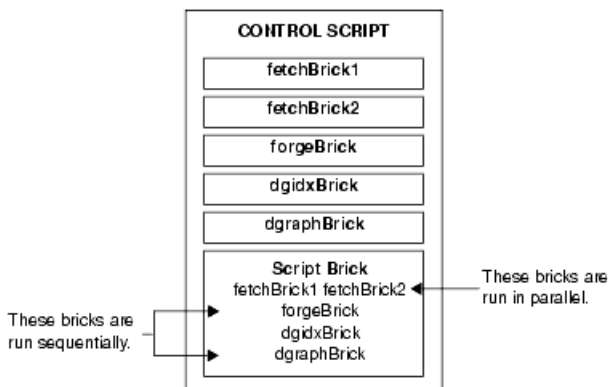 CONTROL SCRIPT
fetchBrick1
fetchBrick2
forgeBrick
dgidxBrick
dgraphBrick
Script Brick
fetchBrick1 fetchBrick2
forgeBrick
dgidxBrick
dgraphBrick
These bricks are
run in parallel.
These bricks are
run sequentially.